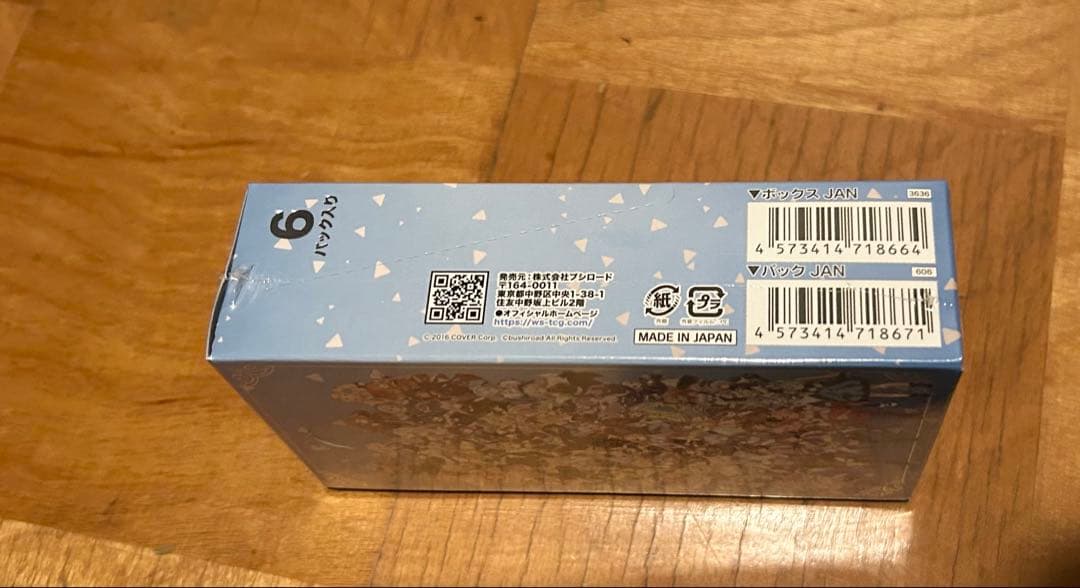 6
パック入り
発売元：株式会社ブシロード
〒164-0011
東京都中野区中央1-38-1
住友中野坂上ビル2階
●オフィシャルホームページ
https://ws-tcg.com/
© 2016 COVER Corp. ©bushiroad All Rights Reserved.
紙
外箱
プラ
MADE IN JAPAN
▼ボックス JAN
3636
4 573414 718664
▼パック JAN
606
4 573414 718671